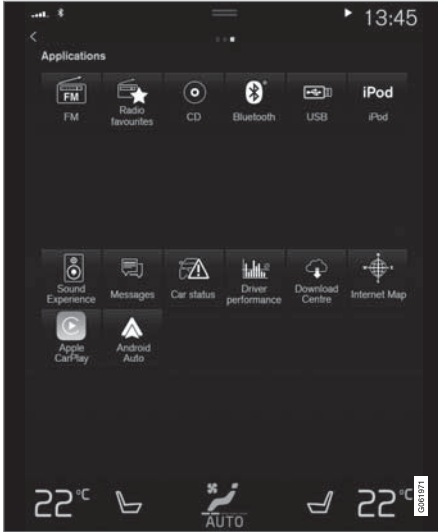 13:45
Applications
FM
iPod
FM
Radio
favourites
CD
Bluetooth
USB
iPod
Sound
Experience
Messages
Car status
Driver
performance
Download
Centre
Internet Map
Apple
CarPlay
Android
Auto
22°C
AUTO
22°C
G061971